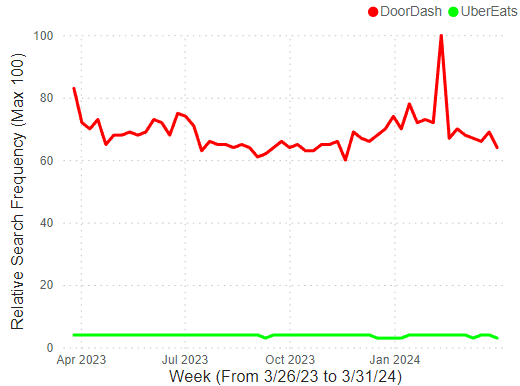 DoorDash UberEats
Relative Search Frequency (Max 100)
100
80
60
40
20
0
Apr 2023 Jul 2023 Oct 2023 Jan 2024
Week (From 3/26/23 to 3/31/24)